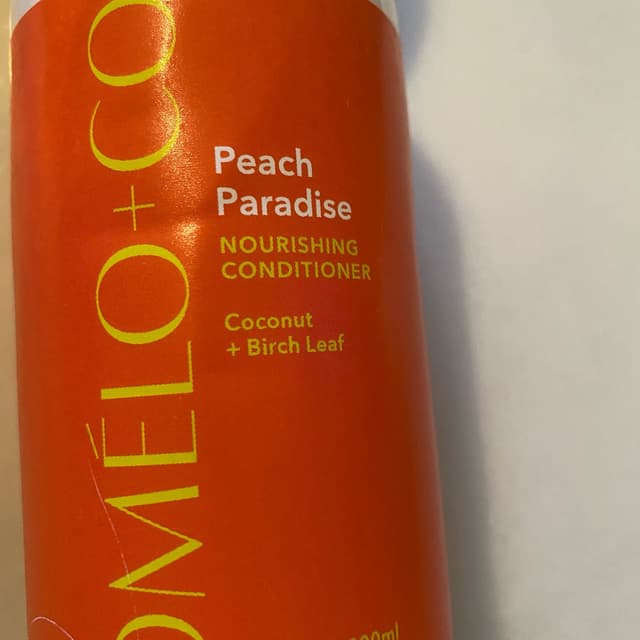 OMÉLO+CO
Peach
Paradise
NOURISHING
CONDITIONER
Coconut
+ Birch Leaf